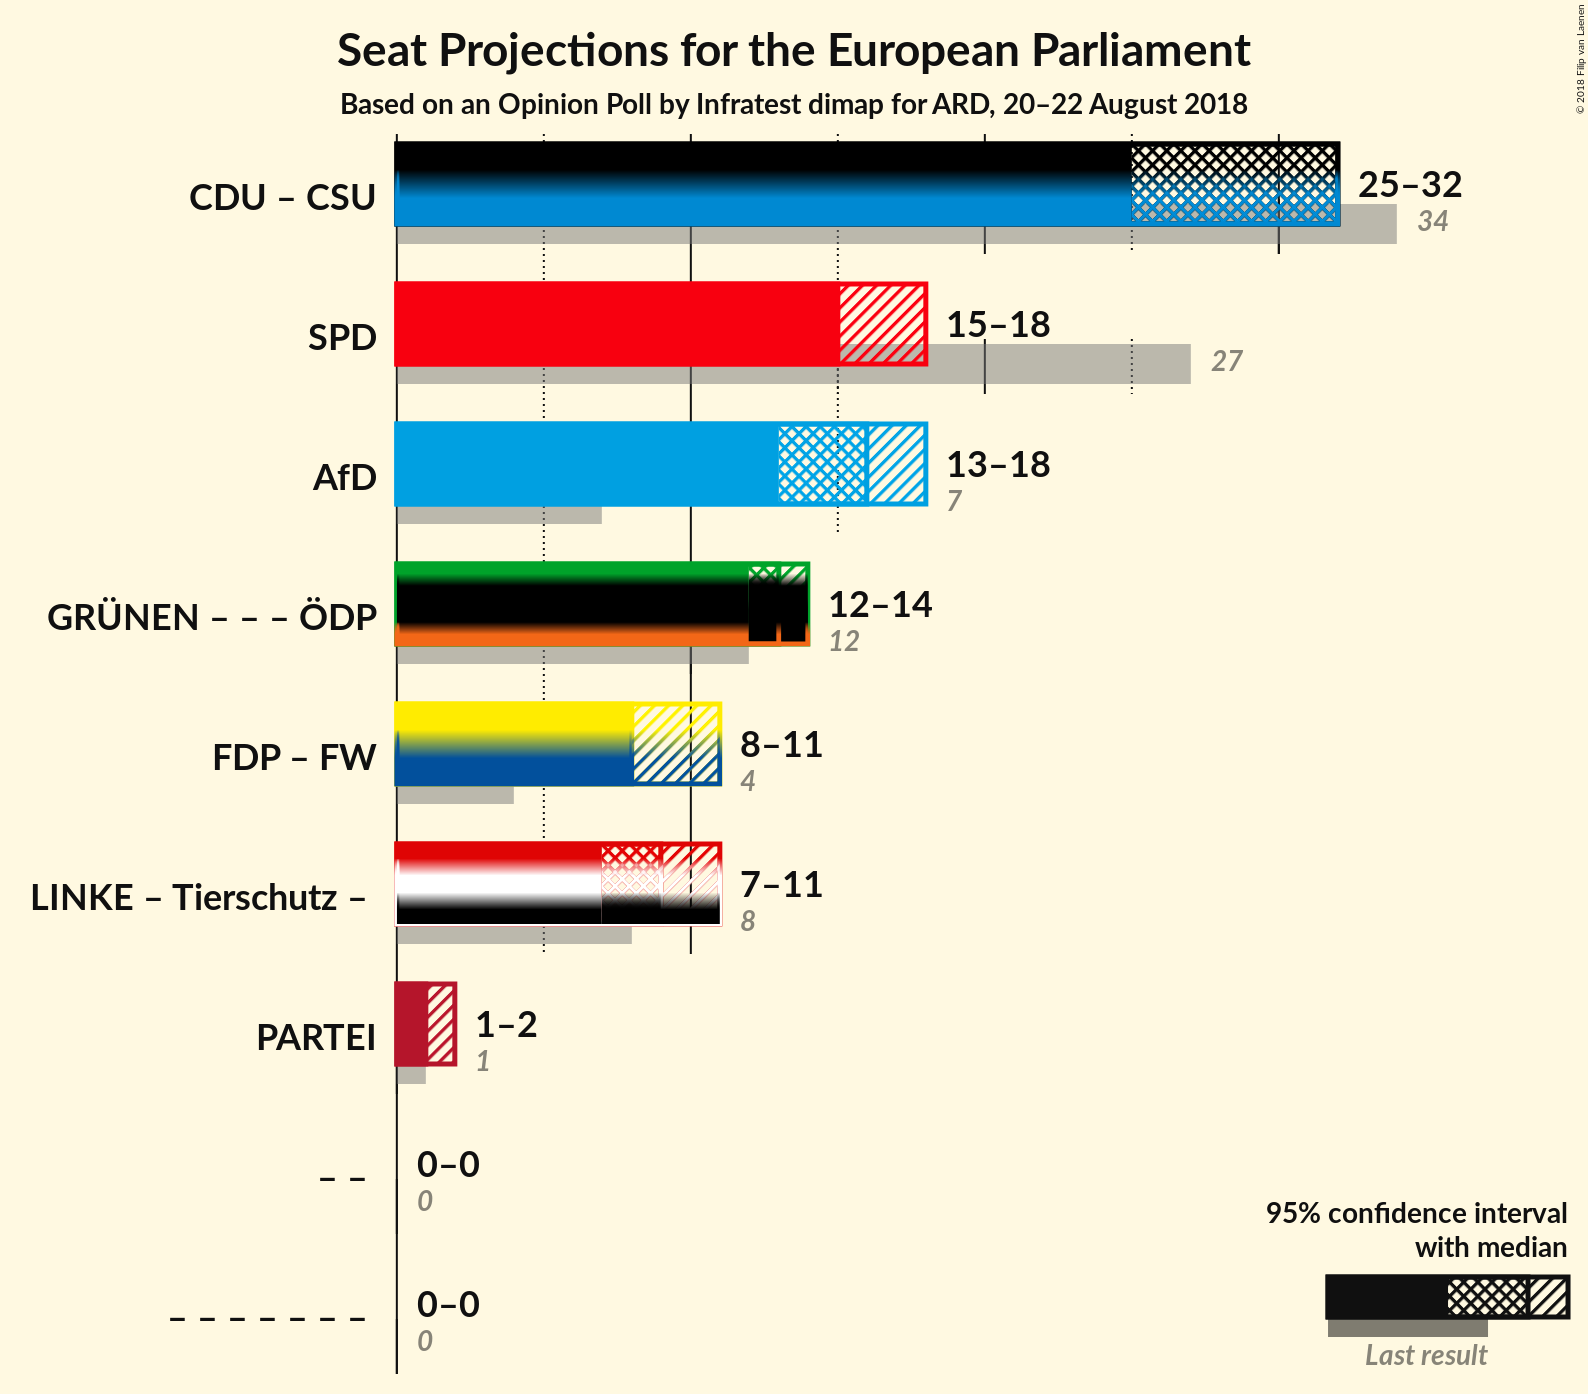 Seat Projections for the European Parliament
Based on an Opinion Poll by Infratest dimap for ARD, 20–22 August 2018
© 2018 Filip van Laenen
CDU – CSU
25–32
34
SPD
15–18
27
AfD
13–18
7
GRÜNEN – – – ÖDP
12–14
12
FDP – FW
8–11
4
LINKE – Tierschutz –
7–11
8
PARTEI
1–2
1
– –
0–0
0
– – – – – – –
0–0
0
95% confidence interval
with median
Last result